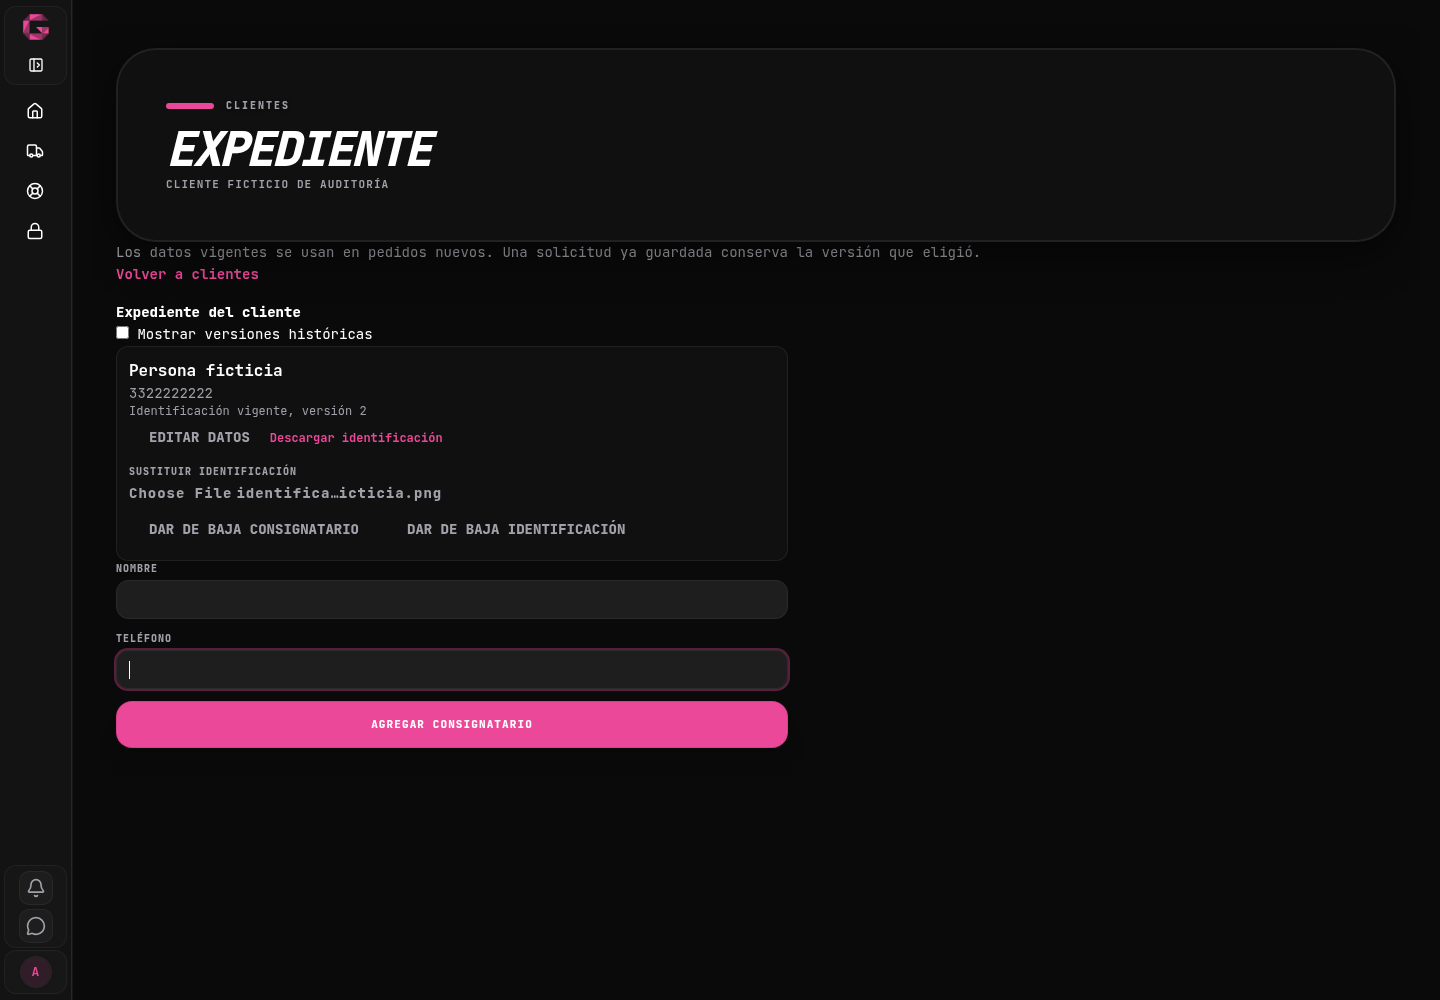 CLIENTES
EXPEDIENTE
CLIENTE FICTICIO DE AUDITORÍA
Los datos vigentes se usan en pedidos nuevos. Una solicitud ya guardada conserva la versión que eligió.
Volver a clientes
Expediente del cliente
Mostrar versiones históricas
Persona ficticia
3322222222
Identificación vigente, versión 2
EDITAR DATOS Descargar identificación
SUSTITUIR IDENTIFICACIÓN
Choose File identifica…icticia.png
DAR DE BAJA CONSIGNATARIO DAR DE BAJA IDENTIFICACIÓN
NOMBRE
TELÉFONO
AGREGAR CONSIGNATARIO
A